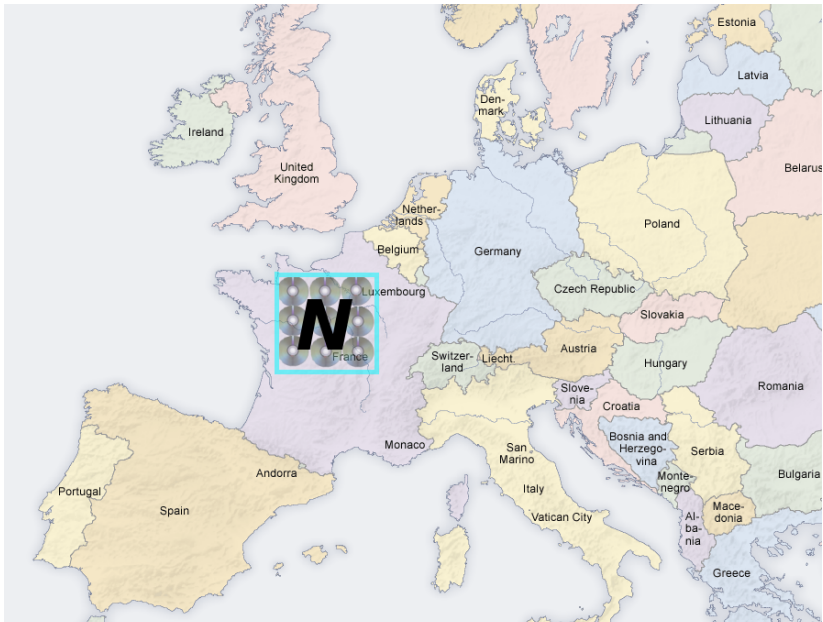 Estonia
Latvia
Den-
mark
Lithuania
Ireland
United
Kingdom
Belarus
Nether-
lands
Poland
Belgium
Germany
Czech Republic
Luxembourg
N
Slovakia
France
Switzer-
land
Liecht.
Austria
Hungary
Romania
Slove-
nia
Croatia
Monaco
San
Marino
Bosnia and
Herzego-
vina
Serbia
Andorra
Bulgaria
Monte-
negro
Portugal
Spain
Italy
Vatican City
Al-
ba-
nia
Mace-
donia
Greece